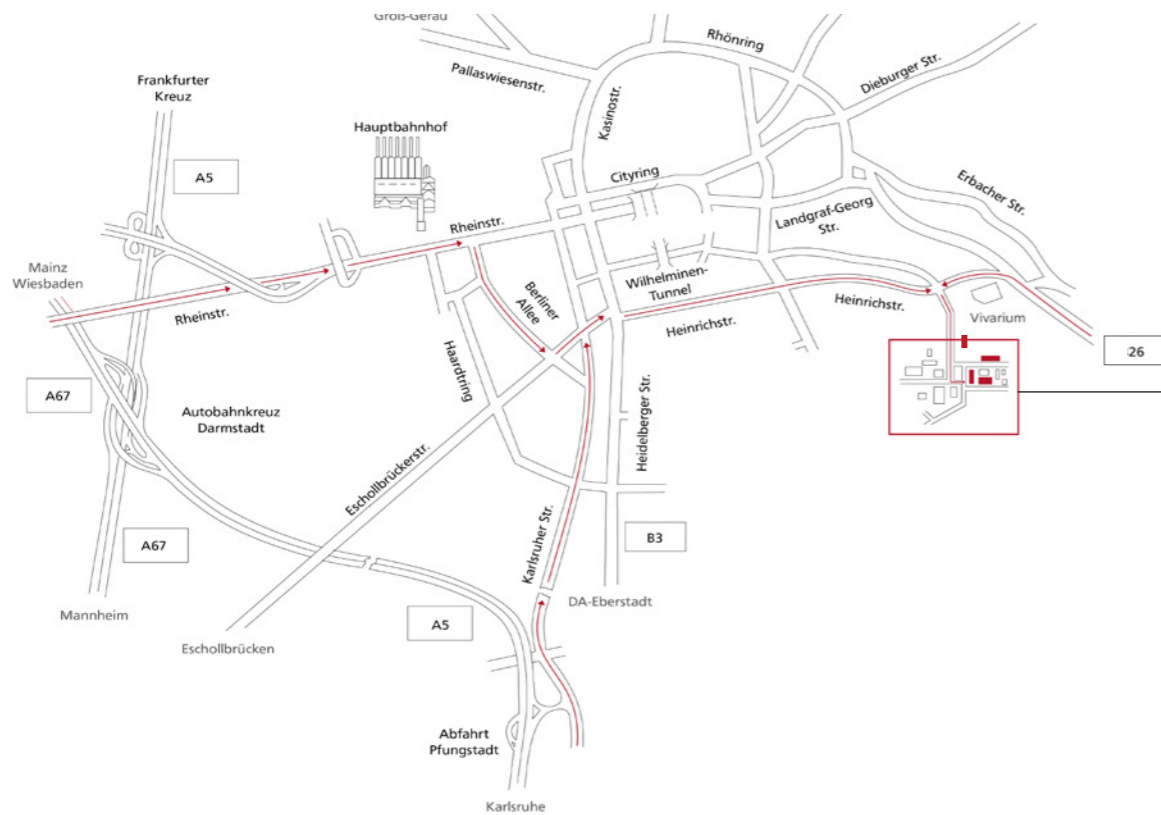 Groß-Gerau
Rhönring
Pallaswiesenstr.
Dieburger Str.
Frankfurter
Kreuz
Kasinostr.
Hauptbahnhof
A5
Cityring
Erbacher Str.
Rheinstr.
Landgraf-Georg
Str.
Mainz
Wiesbaden
Berliner
Allee
Wilhelminen-
Tunnel
Rheinstr.
Heinrichstr.
Heinrichstr.
Vivarium
26
Haardtring
A67
Autobahnkreuz
Darmstadt
Heidelberger Str.
Eschollbrückerstr.
A67
Karlsruher Str.
B3
Mannheim
DA-Eberstadt
A5
Eschollbrücken
Abfahrt
Pfungstadt
Karlsruhe